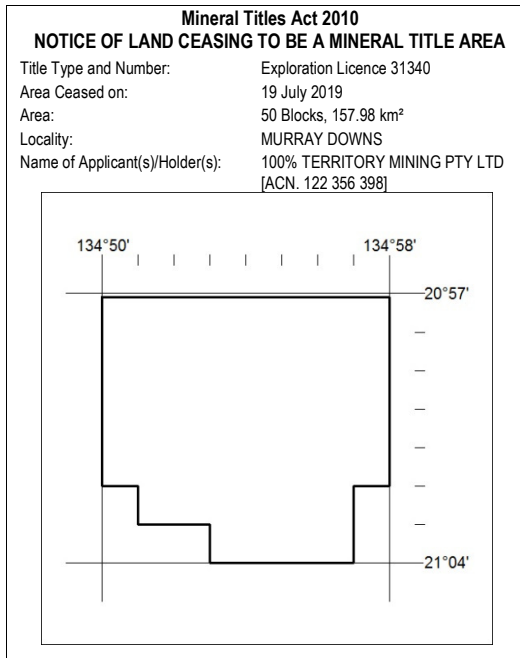 Mineral Titles Act 2010
NOTICE OF LAND CEASING TO BE A MINERAL TITLE AREA
Title Type and Number: Exploration Licence 31340
Area Ceased on: 19 July 2019
Area: 50 Blocks, 157.98 km²
Locality: MURRAY DOWNS
Name of Applicant(s)/Holder(s): 100% TERRITORY MINING PTY LTD
[ACN. 122 356 398]
134°50' 134°58'
20°57'
21°04'